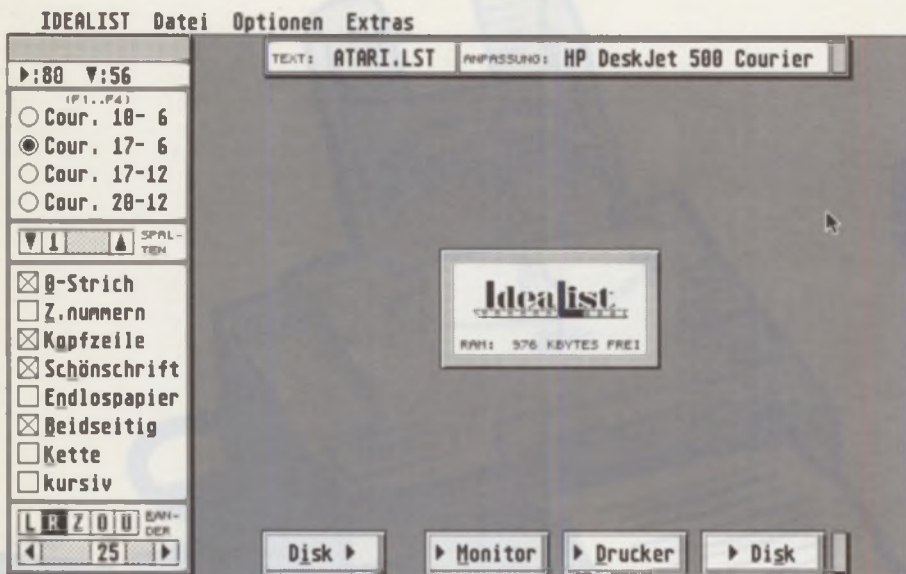 IDEALIST Datei Optionen Extras
TEXT: ATARI.LST ANPASSUNG: HP DeskJet 500 Courier
:80 :56
(F1..F4)
Cour. 10- 6
Cour. 17- 6
Cour. 17-12
Cour. 20-12
1 SPAL-
TEN
0-Strich
Z.nummern
Kopfzeile
Schönschrift
Endlospapier
Beidseitig
Kette
kursiv
Idealist
RAM: 976 KBYTES FREI
L R Z O U RÄN-
DER
25
Disk Monitor Drucker Disk